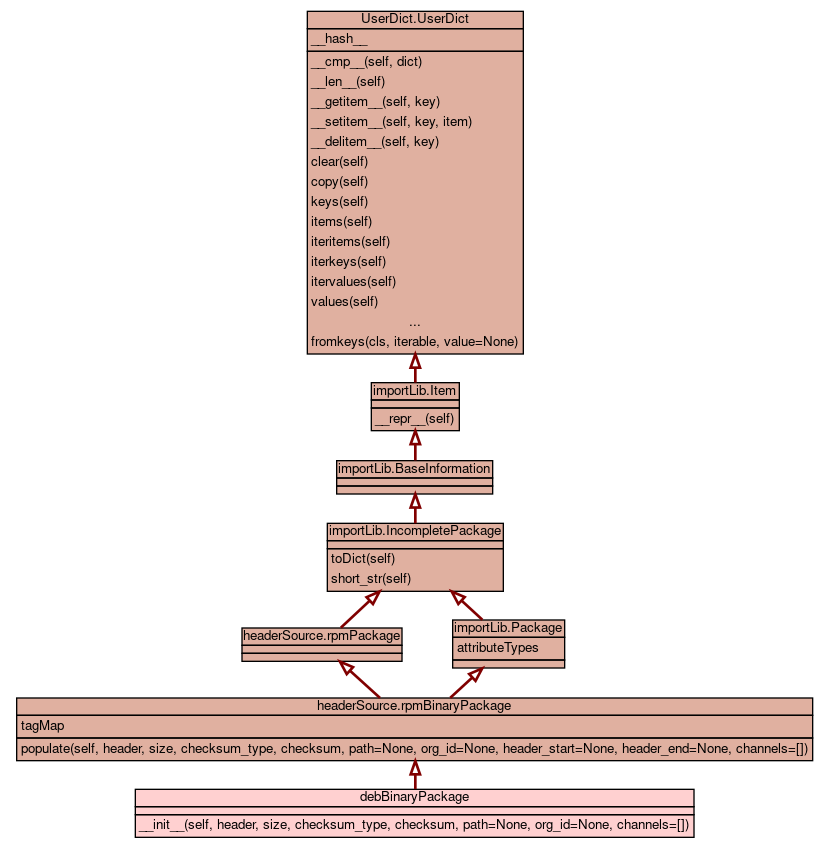 UserDict.UserDict
__hash__
__cmp__(self, dict)
__len__(self)
__getitem__(self, key)
__setitem__(self, key, item)
__delitem__(self, key)
clear(self)
copy(self)
keys(self)
items(self)
iteritems(self)
iterkeys(self)
itervalues(self)
values(self)
...
fromkeys(cls, iterable, value=None)
importLib.Item
__repr__(self)
importLib.BaseInformation
importLib.IncompletePackage
toDict(self)
short_str(self)
headerSource.rpmPackage
importLib.Package
attributeTypes
headerSource.rpmBinaryPackage
tagMap
populate(self, header, size, checksum_type, checksum, path=None, org_id=None, header_start=None, header_end=None, channels=[])
debBinaryPackage
__init__(self, header, size, checksum_type, checksum, path=None, org_id=None, channels=[])